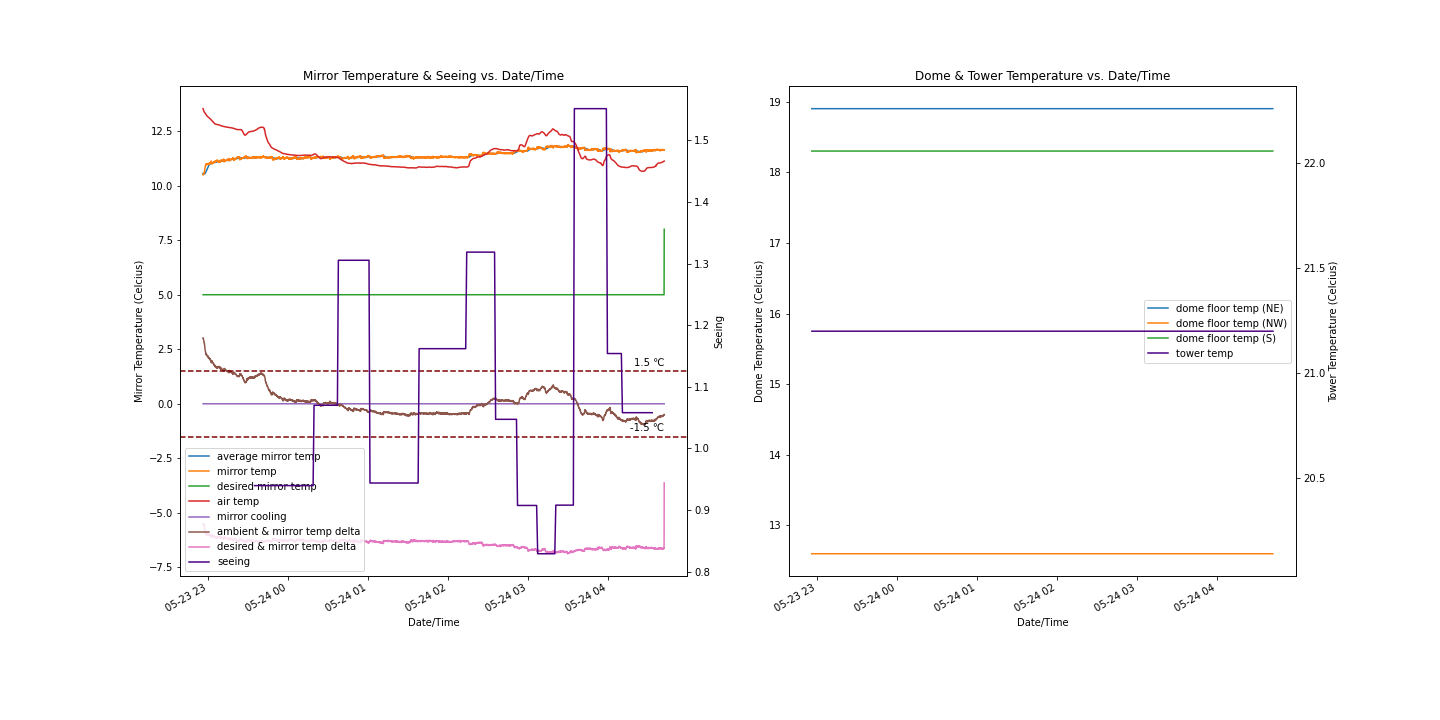 Mirror Temperature & Seeing vs. Date/Time
Mirror Temperature (Celcius)
12.5
10.0
7.5
5.0
2.5
0.0
−2.5
−5.0
−7.5
1.5
1.4
1.3
1.2
1.1
1.0
0.9
0.8
Seeing
1.5 °C
-1.5 °C
average mirror temp
mirror temp
desired mirror temp
air temp
mirror cooling
ambient & mirror temp delta
desired & mirror temp delta
seeing
05-23 23
05-24 00
05-24 01
05-24 02
05-24 03
05-24 04
Date/Time
Dome & Tower Temperature vs. Date/Time
Dome Temperature (Celcius)
19
18
17
16
15
14
13
22.0
21.5
21.0
20.5
Tower Temperature (Celcius)
dome floor temp (NE)
dome floor temp (NW)
dome floor temp (S)
tower temp
05-23 23
05-24 00
05-24 01
05-24 02
05-24 03
05-24 04
Date/Time